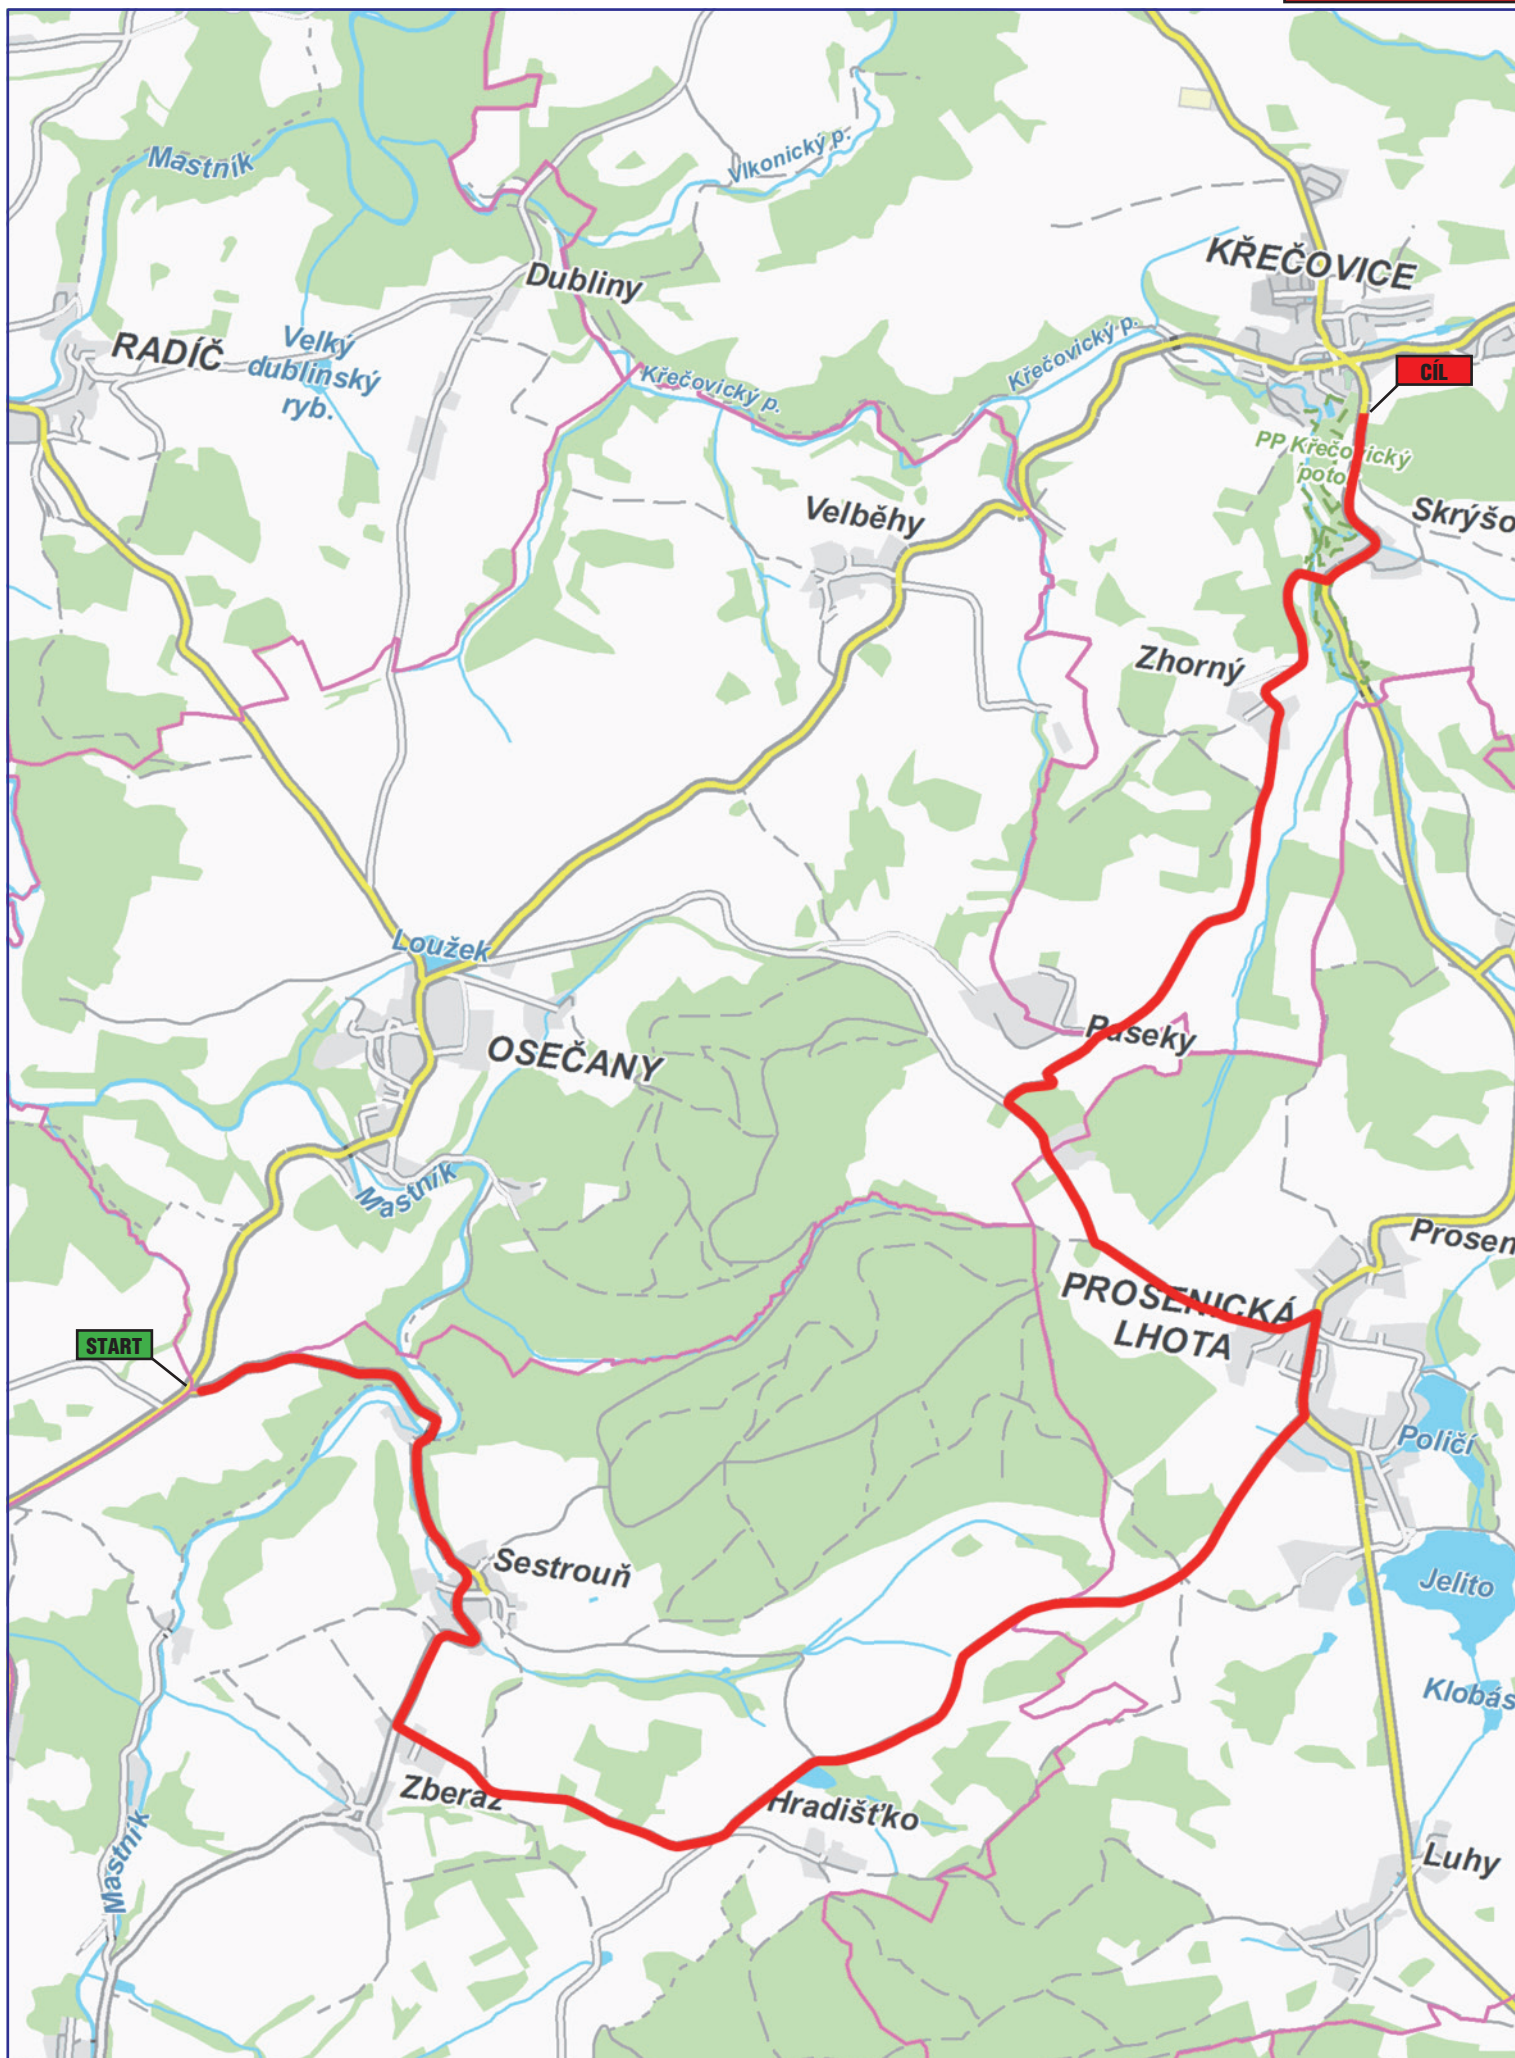 Mastník
Vlkonický p.
KŘEČOVICE
Dubliny
RADÍČ
Velký
dublinský
ryb.
Křečovický p.
Křečovický p.
CÍL
PP Křečovický
poto
Velběhy
Skrýšo
Zhorný
Loužek
OSEČANY
Paseky
Mastník
Prosen
PROSENICKÁ
LHOTA
START
Poličí
Sestrouň
Jelito
Klobás
Zberaz
Hradišťko
Mastník
Luhy